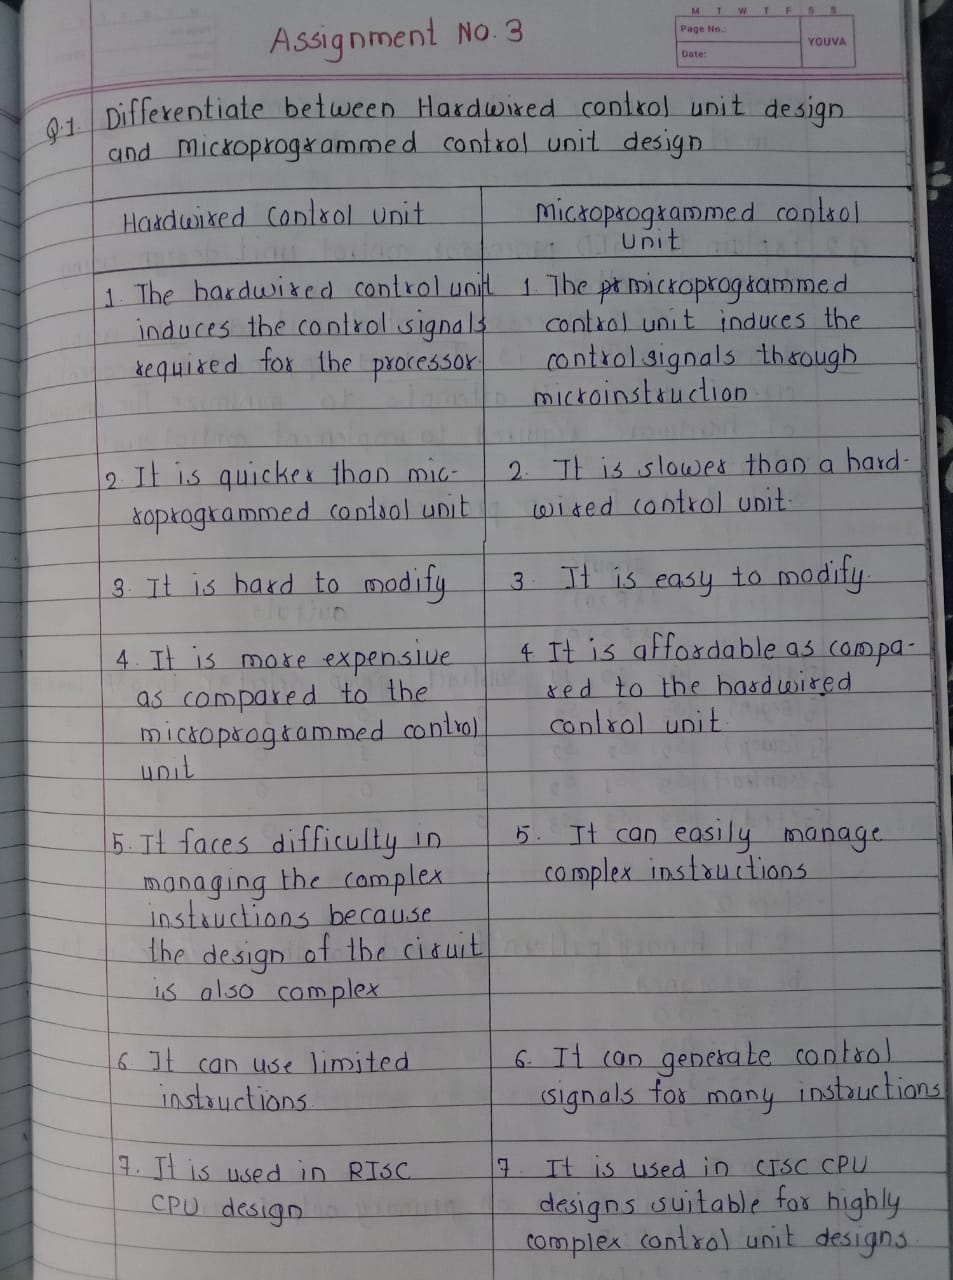 Assignment No. 3
M T W T F S S
Page No.:
YOUVA
Date:
Q.1. Differentiate between Hardwired control unit design
and microprogrammed control unit design
Hardwired Control unit
1. The hardwired control unit
induces the control signals
required for the processor.
2. It is quicker than mic-
roprogrammed control unit
3. It is hard to modify
4. It is more expensive
as compared to the
microprogrammed control
unit
5. It faces difficulty in
managing the complex
instructions because
the design of the ciruit
is also complex
6. It can use limited
instructions.
7. It is used in RISC
CPU design
Microprogrammed control
unit
1. The microprogrammed
control unit induces the
control signals through
microinstruction
2. It is slower than a hard-
wired control unit.
3. It is easy to modify.
4. It is affordable as compa-
red to the hardwired
control unit.
5. It can easily manage
complex instructions
6. It can generate control
signals for many instructions
7. It is used in CISC CPU
designs suitable for highly
complex control unit designs.